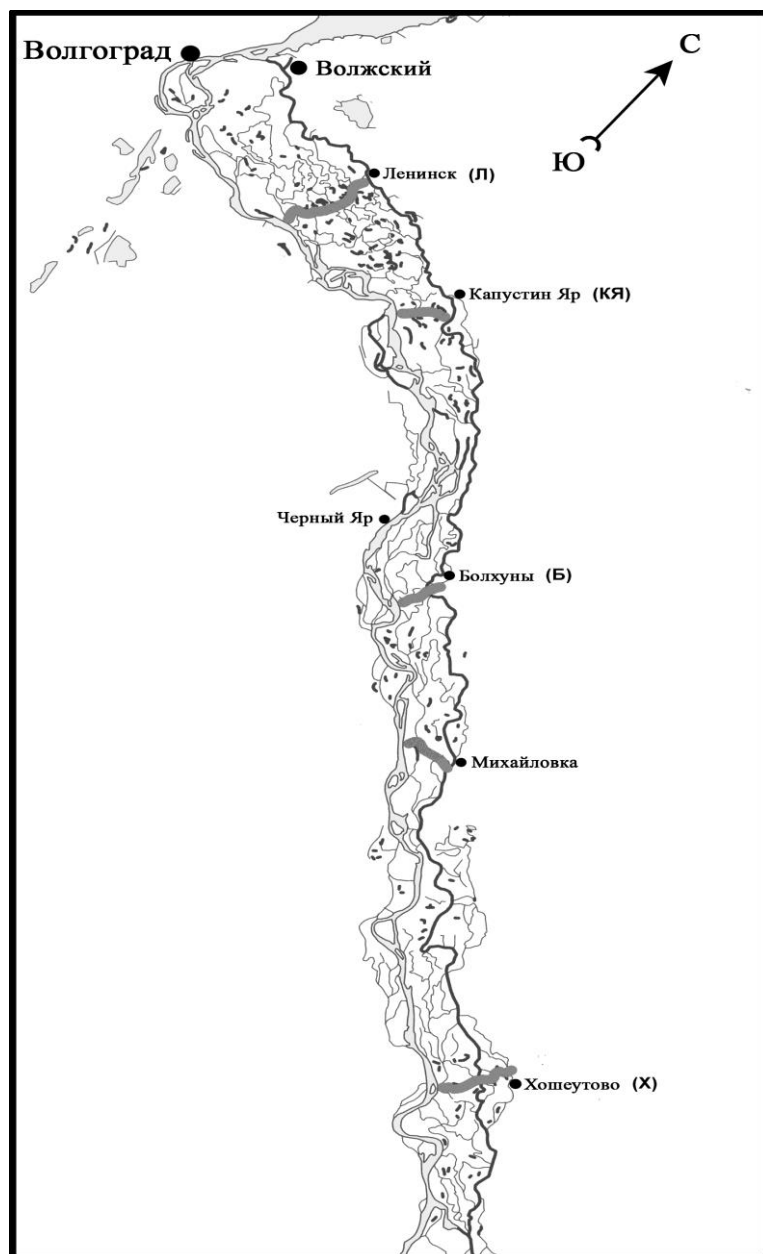 Волгоград
Волжский
С
Ю
Ленинск (Л)
Капустин Яр (КЯ)
Черный Яр
Болхуны (Б)
Михайловка
Хошеутово (Х)